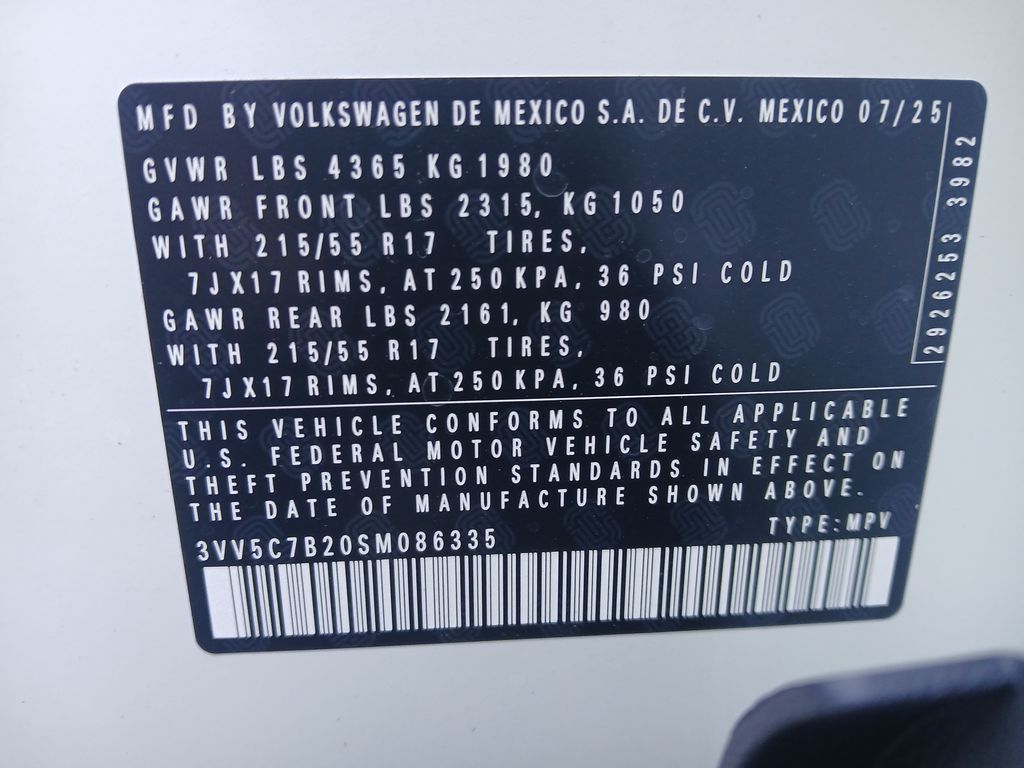 MFD BY VOLKSWAGEN DE MEXICO S.A. DE C.V. MEXICO 07/25
GVWR LBS 4365 KG 1980
GAWR FRONT LBS 2315, KG 1050
WITH 215/55 R17 TIRES,
7JX17 RIMS, AT 250 KPA, 36 PSI COLD
GAWR REAR LBS 2161, KG 980
WITH 215/55 R17 TIRES,
7JX17 RIMS, AT 250 KPA, 36 PSI COLD
2926253 3982
THIS VEHICLE CONFORMS TO ALL APPLICABLE
U.S. FEDERAL MOTOR VEHICLE SAFETY AND
THEFT PREVENTION STANDARDS IN EFFECT ON
THE DATE OF MANUFACTURE SHOWN ABOVE.
TYPE: MPV
3VV5C7B20SM086335